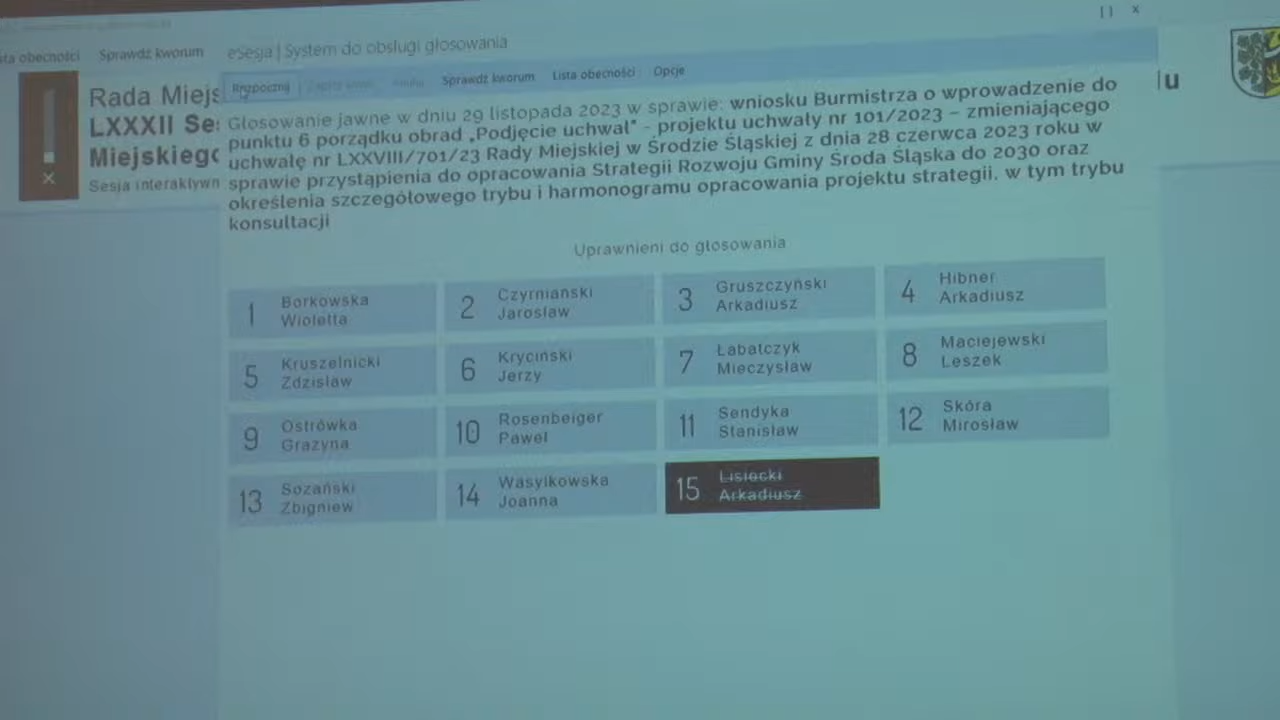 sta obecności Sprawdź kworum eSesja | System do obsługi głosowania
Rozpocznij Sprawdź kworum Lista obecności Opcje
Rada Miejs
LXXXII Ses
Miejskiego
Sesja interaktywn
łu
Głosowanie jawne w dniu 29 listopada 2023 w sprawie: wniosku Burmistrza o wprowadzenie do
punktu 6 porządku obrad „Podjęcie uchwał" - projektu uchwały nr 101/2023 – zmieniającego
uchwałę nr LXXVIII/701/23 Rady Miejskiej w Środzie Śląskiej z dnia 28 czerwca 2023 roku w
sprawie przystąpienia do opracowania Strategii Rozwoju Gminy Środa Śląska do 2030 oraz
określenia szczegółowego trybu i harmonogramu opracowania projektu strategii, w tym trybu
konsultacji
Uprawnieni do głosowania
1 Borkowska
Wioletta
2 Czyrniański
Jarosław
3 Gruszczyński
Arkadiusz
4 Hibner
Arkadiusz
5 Kruszelnicki
Zdzisław
6 Kryciński
Jerzy
7 Łabatczyk
Mieczysław
8 Maciejewski
Leszek
9 Ostrówka
Grażyna
10 Rosenbeiger
Paweł
11 Sendyka
Stanisław
12 Skóra
Mirosław
13 Sozański
Zbigniew
14 Wasylkowska
Joanna
15 Lisiecki
Arkadiusz